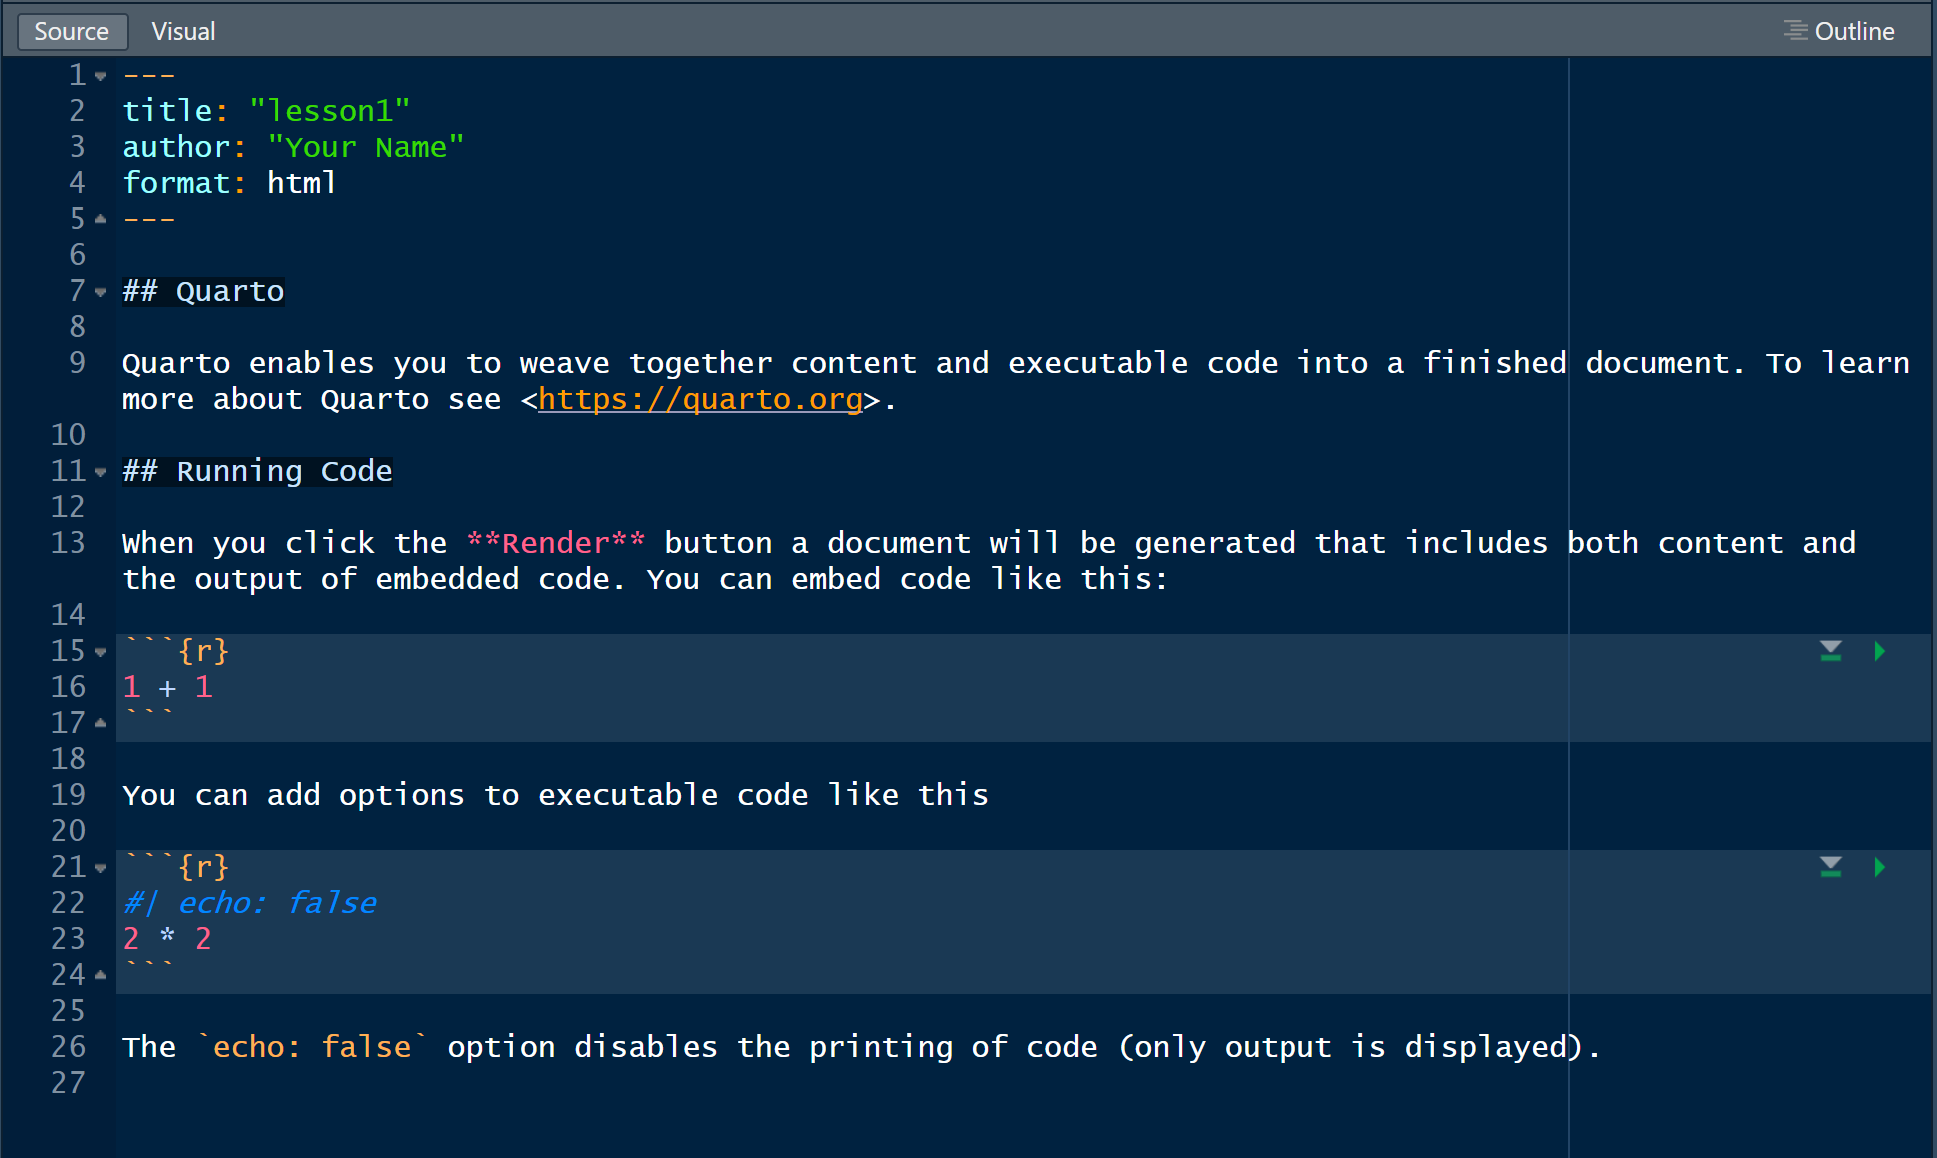 Source Visual Outline
1 ---
2 title: "lesson1"
3 author: "Your Name"
4 format: html
5 ---
6
7 ## Quarto
8
9 Quarto enables you to weave together content and executable code into a finished document. To learn
more about Quarto see <https://quarto.org>.
10
11 ## Running Code
12
13 When you click the **Render** button a document will be generated that includes both content and
the output of embedded code. You can embed code like this:
14
15 ```{r}
16 1 + 1
17 ```
18
19 You can add options to executable code like this
20
21 ```{r}
22 #| echo: false
23 2 * 2
24 ```
25
26 The `echo: false` option disables the printing of code (only output is displayed).
27